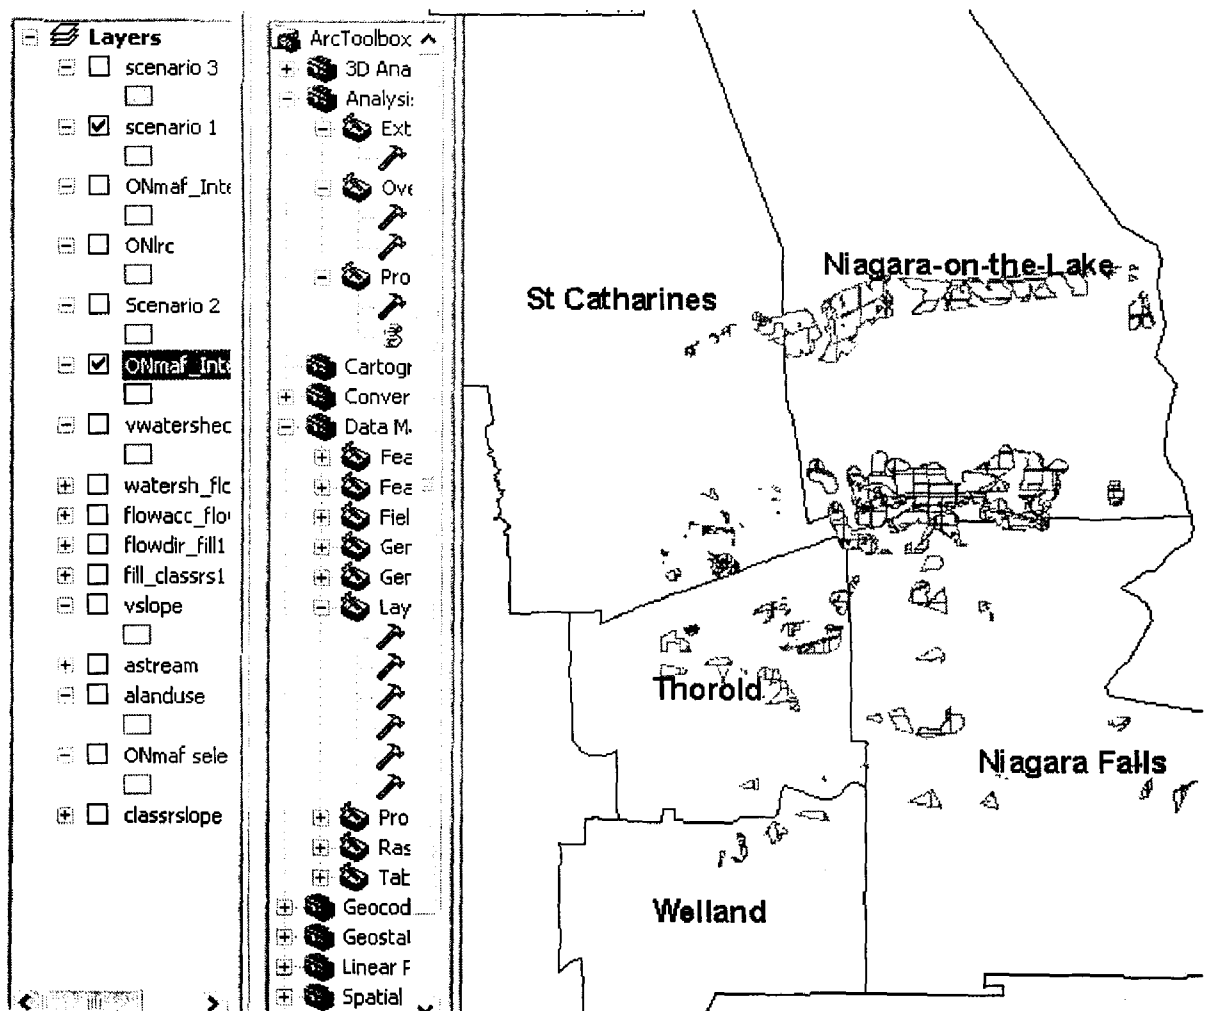 Layers
scenario 3
scenario 1
ONmaf_Inte
ONlrc
Scenario 2
ONmaf_Inte
vwatershec
watersh_flc
flowacc_flo
flowdir_fill1
fill_classrs1
vslope
astream
alanduse
ONmaf sele
classrslope
ArcToolbox
3D Ana
Analysi:
Ext
Ove
Pro
Cartogr
Conver
Data M
Fea
Fea
Fiel
Ger
Ger
Lay
Pro
Ras
Tab
Geocod
Geostal
Linear F
Spatial
Niagara-on-the-Lake
St Catharines
Thorold
Niagara Falls
Welland